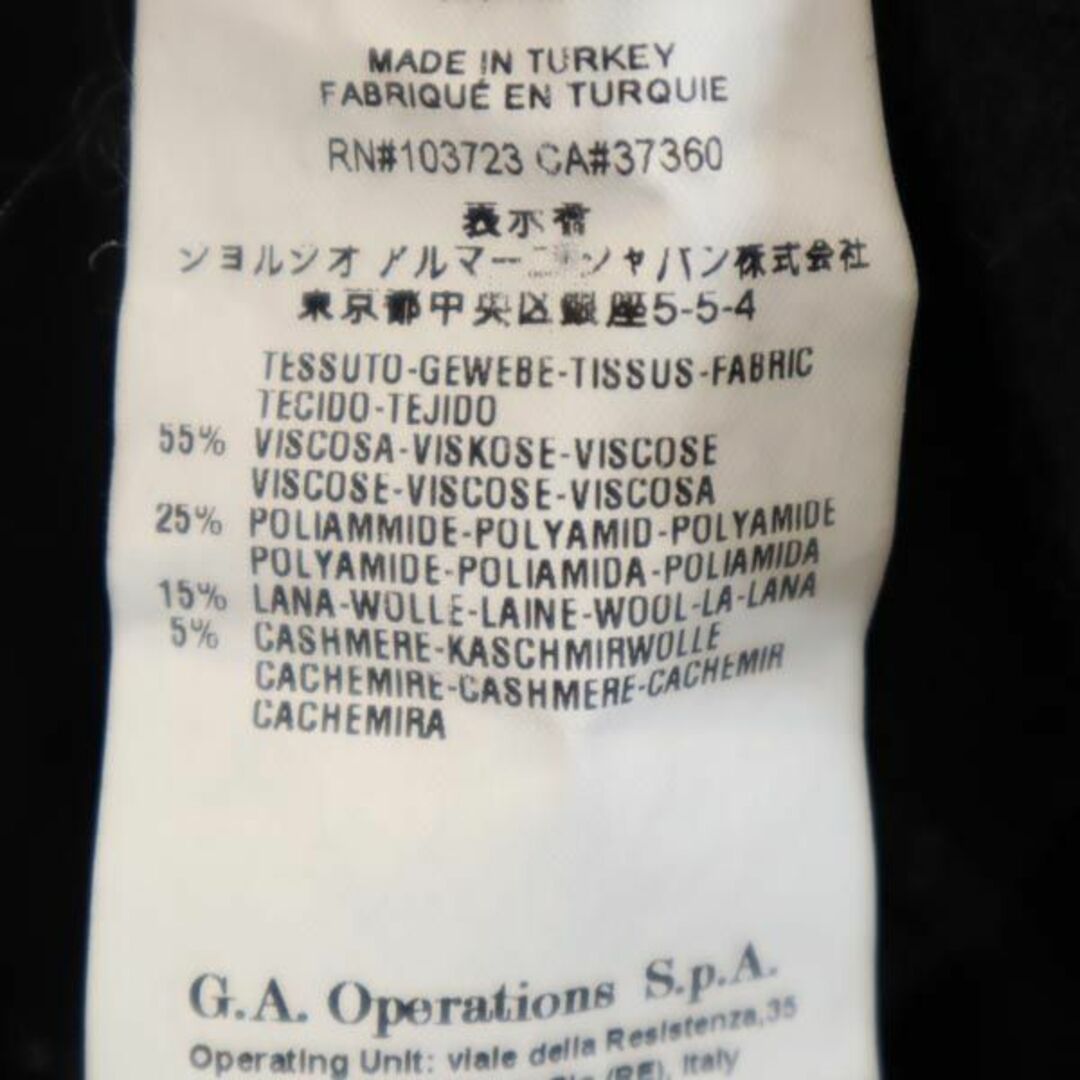 MADE IN TURKEY
FABRIQUÉ EN TURQUIE
RN#103723 CA#37360
表示者
ジョルジオ アルマーニ ジャパン株式会社
東京都中央区銀座5-5-4
TESSUTO-GEWEBE-TISSUS-FABRIC
TECIDO-TEJIDO
55% VISCOSA-VISKOSE-VISCOSE
VISCOSE-VISCOSE-VISCOSA
25% POLIAMMIDE-POLYAMID-POLYAMIDE
POLYAMIDE-POLIAMIDA-POLIAMIDA
15% LANA-WOLLE-LAINE-WOOL-LA-LANA
5% CASHMERE-KASCHMIRWOLLE
CACHEMIRE-CASHMERE-CACHEMIR
CACHEMIRA
G.A. Operations S.p.A.
Operating Unit: viale della Resistenza,35
(RE), Italy